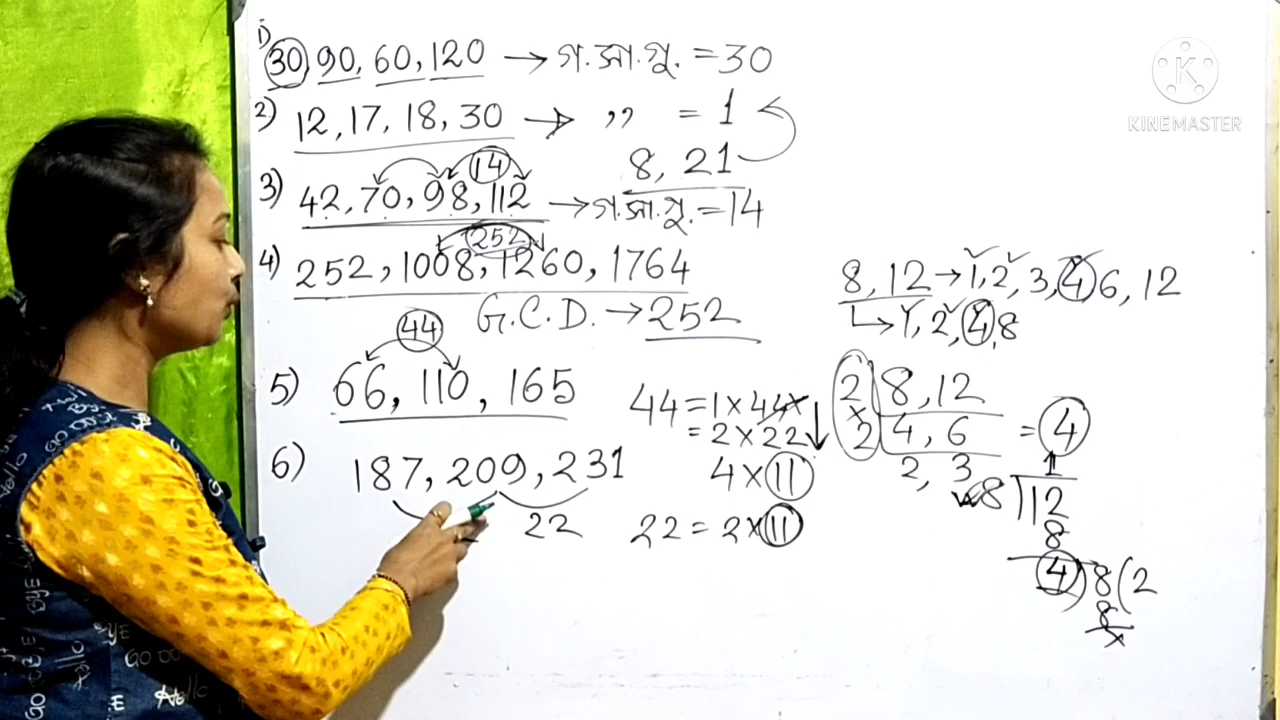 1) 30, 90, 60, 120 → গ.সা.গু. = 30
2) 12, 17, 18, 30 → ,, = 1
8, 21
14
3) 42, 70, 98, 112 → গ.সা.গু. = 14
252
4) 252, 1008, 1260, 1764
G.C.D. → 252
44
5) 66, 110, 165
6) 187, 209, 231
22
44 = 1 × 44
= 2 × 22
4 × 11
22 = 2 × 11
8, 12 → 1, 2, 3, 4, 6, 12
→ 1, 2, 4, 8
2 | 8, 12
×
2 | 4, 6 = 4
2, 3
1
8 ) 12
8
4 ) 8 ( 2
8
×
KINEMASTER
K